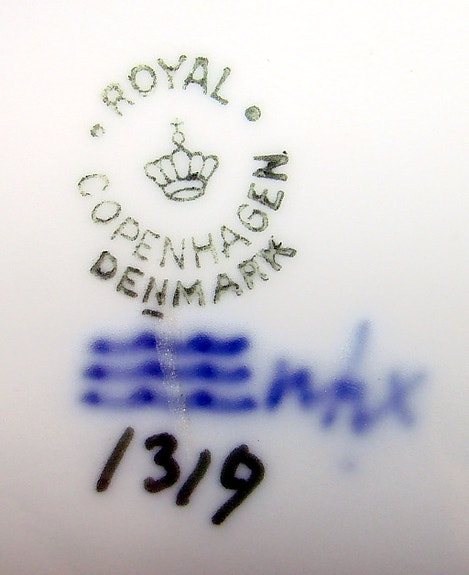 ROYAL
COPENHAGEN
DENMARK
1319